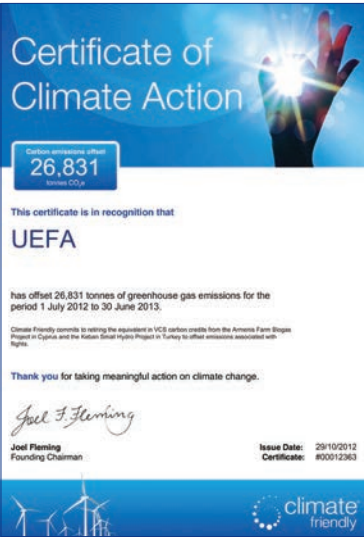 Certificate of
Climate Action
Carbon emissions offset
26,831
tonnes CO₂e
This certificate is in recognition that
UEFA
has offset 26,831 tonnes of greenhouse gas emissions for the
period 1 July 2012 to 30 June 2013.
Climate Friendly commits to retiring the equivalent in VCS carbon credits from the Armenis Farm Biogas
Project in Cyprus and the Keban Small Hydro Project in Turkey to offset emissions associated with
flights.
Thank you for taking meaningful action on climate change.
Joel F. Fleming
Joel Fleming
Founding Chairman
Issue Date: 29/10/2012
Certificate: #00012363
climate
friendly